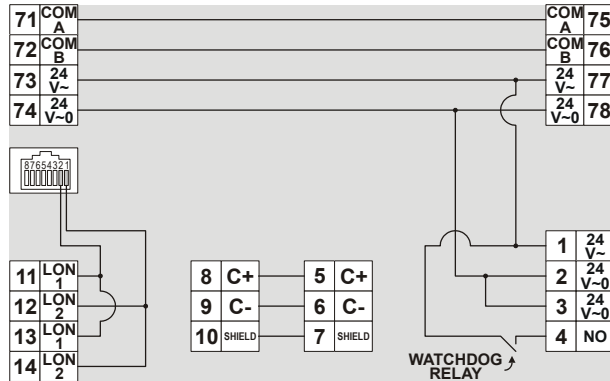 71 COM A
72 COM B
73 24 V~
74 24 V~0
COM A 75
COM B 76
24 V~ 77
24 V~0 78
87654321
11 LON 1
12 LON 2
13 LON 1
14 LON 2
8 C+
9 C-
10 SHIELD
5 C+
6 C-
7 SHIELD
1 24 V~
2 24 V~0
3 24 V~0
4 NO
WATCHDOG
RELAY